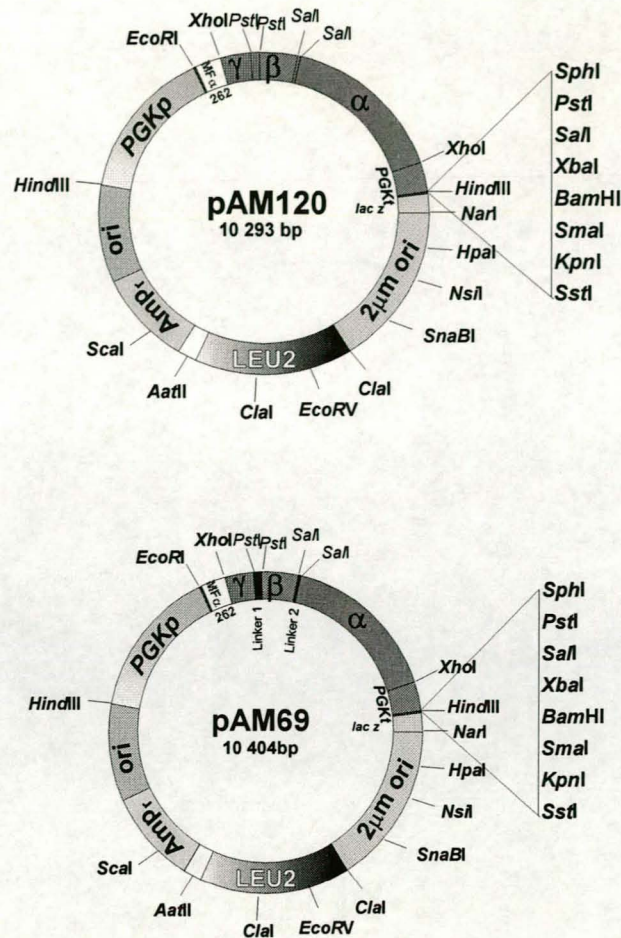 XhoI PstI PstI SalI
SalI
EcoRI
MFα
262
γ
β
α
PGKp
HindIII
ori
Ampr
ScaI
AatII
LEU2
ClaI
EcoRV
ClaI
SnaBI
2μm ori
NsiI
HpaI
NarI
HindIII
XhoI
PGKt
lac z
pAM120
10 293 bp
SphI
PstI
SalI
XbaI
BamHI
SmaI
KpnI
SstI
XhoI PstI PstI SalI
SalI
EcoRI
MFα
262
γ
β
α
Linker 1
Linker 2
PGKp
HindIII
ori
Ampr
ScaI
AatII
LEU2
ClaI
EcoRV
ClaI
SnaBI
2μm ori
NsiI
HpaI
NarI
HindIII
XhoI
PGKt
lac z
pAM69
10 404bp
SphI
PstI
SalI
XbaI
BamHI
SmaI
KpnI
SstI